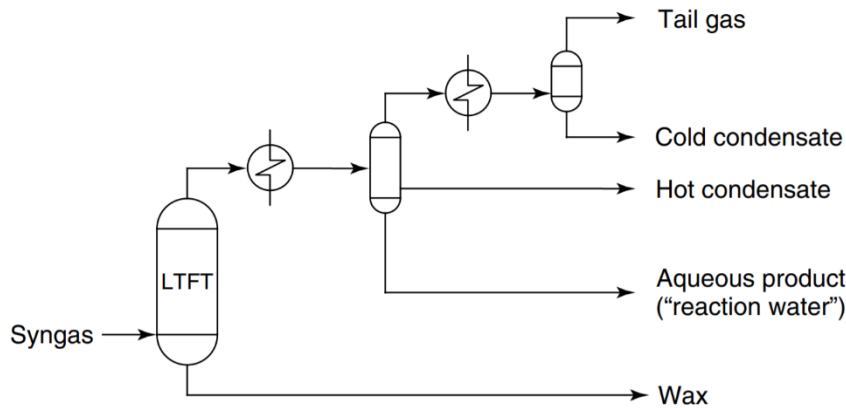 Tail gas
Cold condensate
Hot condensate
LTFT
Aqueous product
(“reaction water”)
Syngas
Wax